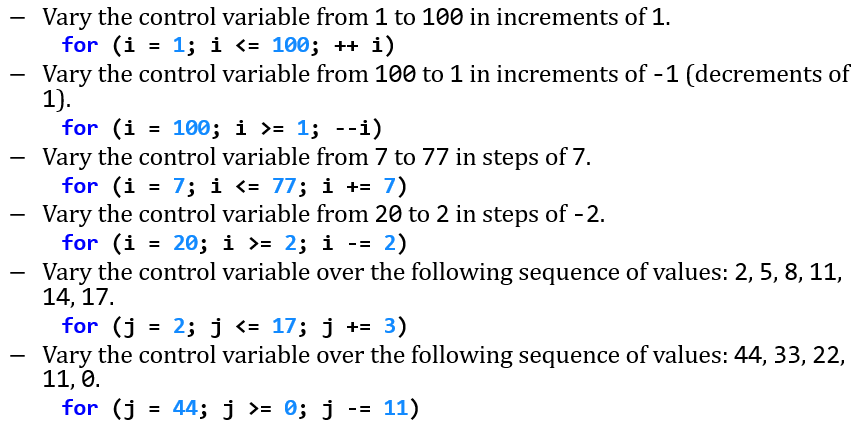 – Vary the control variable from 1 to 100 in increments of 1.
for (i = 1; i <= 100; ++ i)
– Vary the control variable from 100 to 1 in increments of -1 (decrements of
1).
for (i = 100; i >= 1; --i)
– Vary the control variable from 7 to 77 in steps of 7.
for (i = 7; i <= 77; i += 7)
– Vary the control variable from 20 to 2 in steps of -2.
for (i = 20; i >= 2; i -= 2)
– Vary the control variable over the following sequence of values: 2, 5, 8, 11,
14, 17.
for (j = 2; j <= 17; j += 3)
– Vary the control variable over the following sequence of values: 44, 33, 22,
11, 0.
for (j = 44; j >= 0; j -= 11)